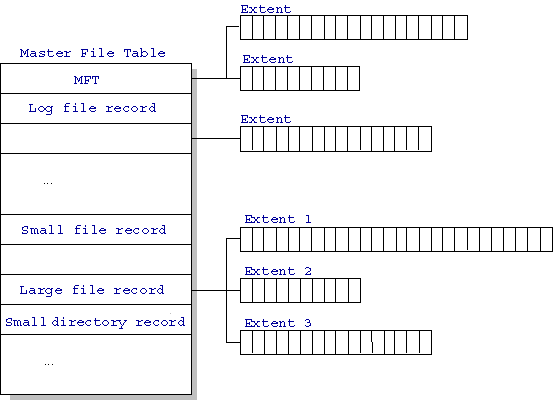 Extent
Master File Table
Extent
MFT
Log file record
Extent
...
Small file record
Extent 1
Extent 2
Large file record
Small directory record
Extent 3
...